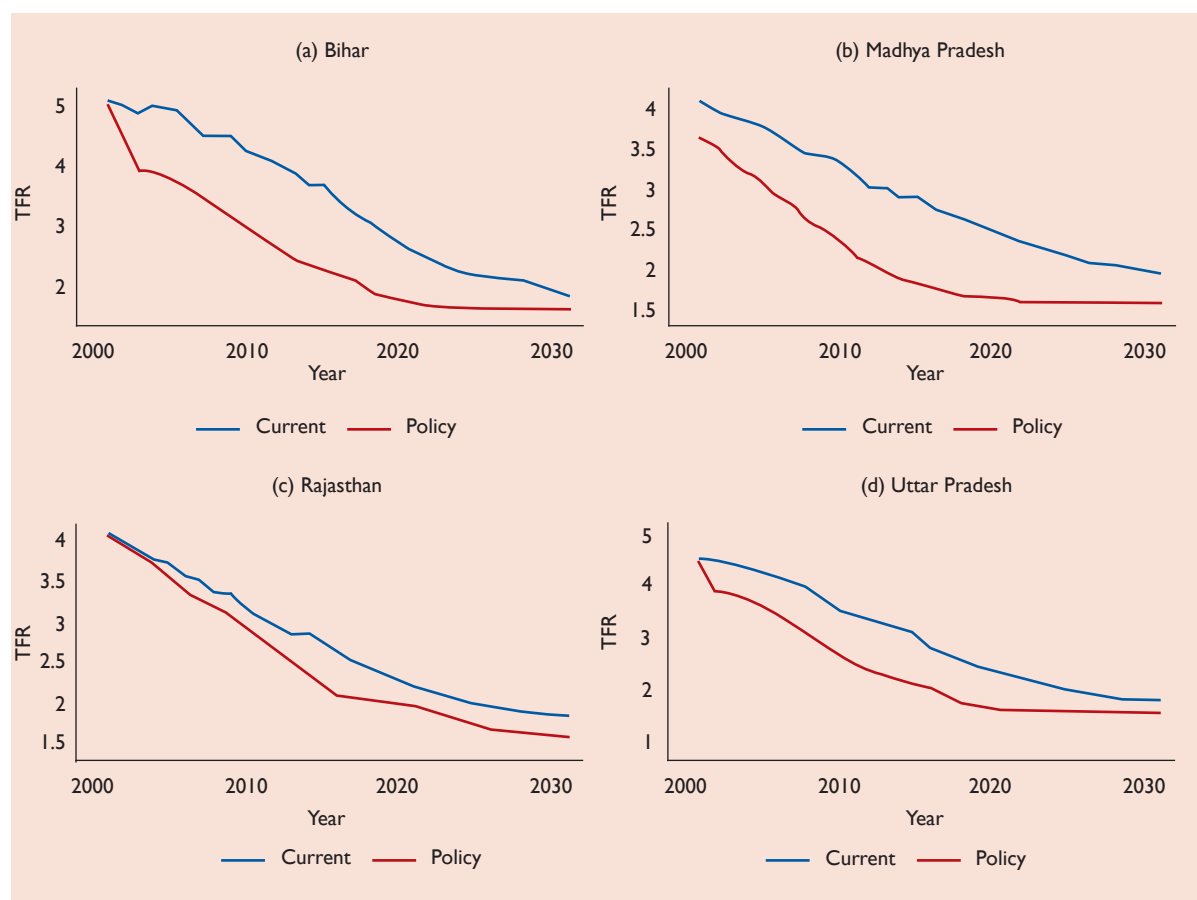 (a) Bihar
TFR
5
4
3
2
2000 2010 2020 2030
Year
Current Policy
(b) Madhya Pradesh
TFR
4
3.5
3
2.5
2
1.5
2000 2010 2020 2030
Year
Current Policy
(c) Rajasthan
TFR
4
3.5
3
2.5
2
1.5
2000 2010 2020 2030
Year
Current Policy
(d) Uttar Pradesh
TFR
5
4
3
2
1
2000 2010 2020 2030
Year
Current Policy